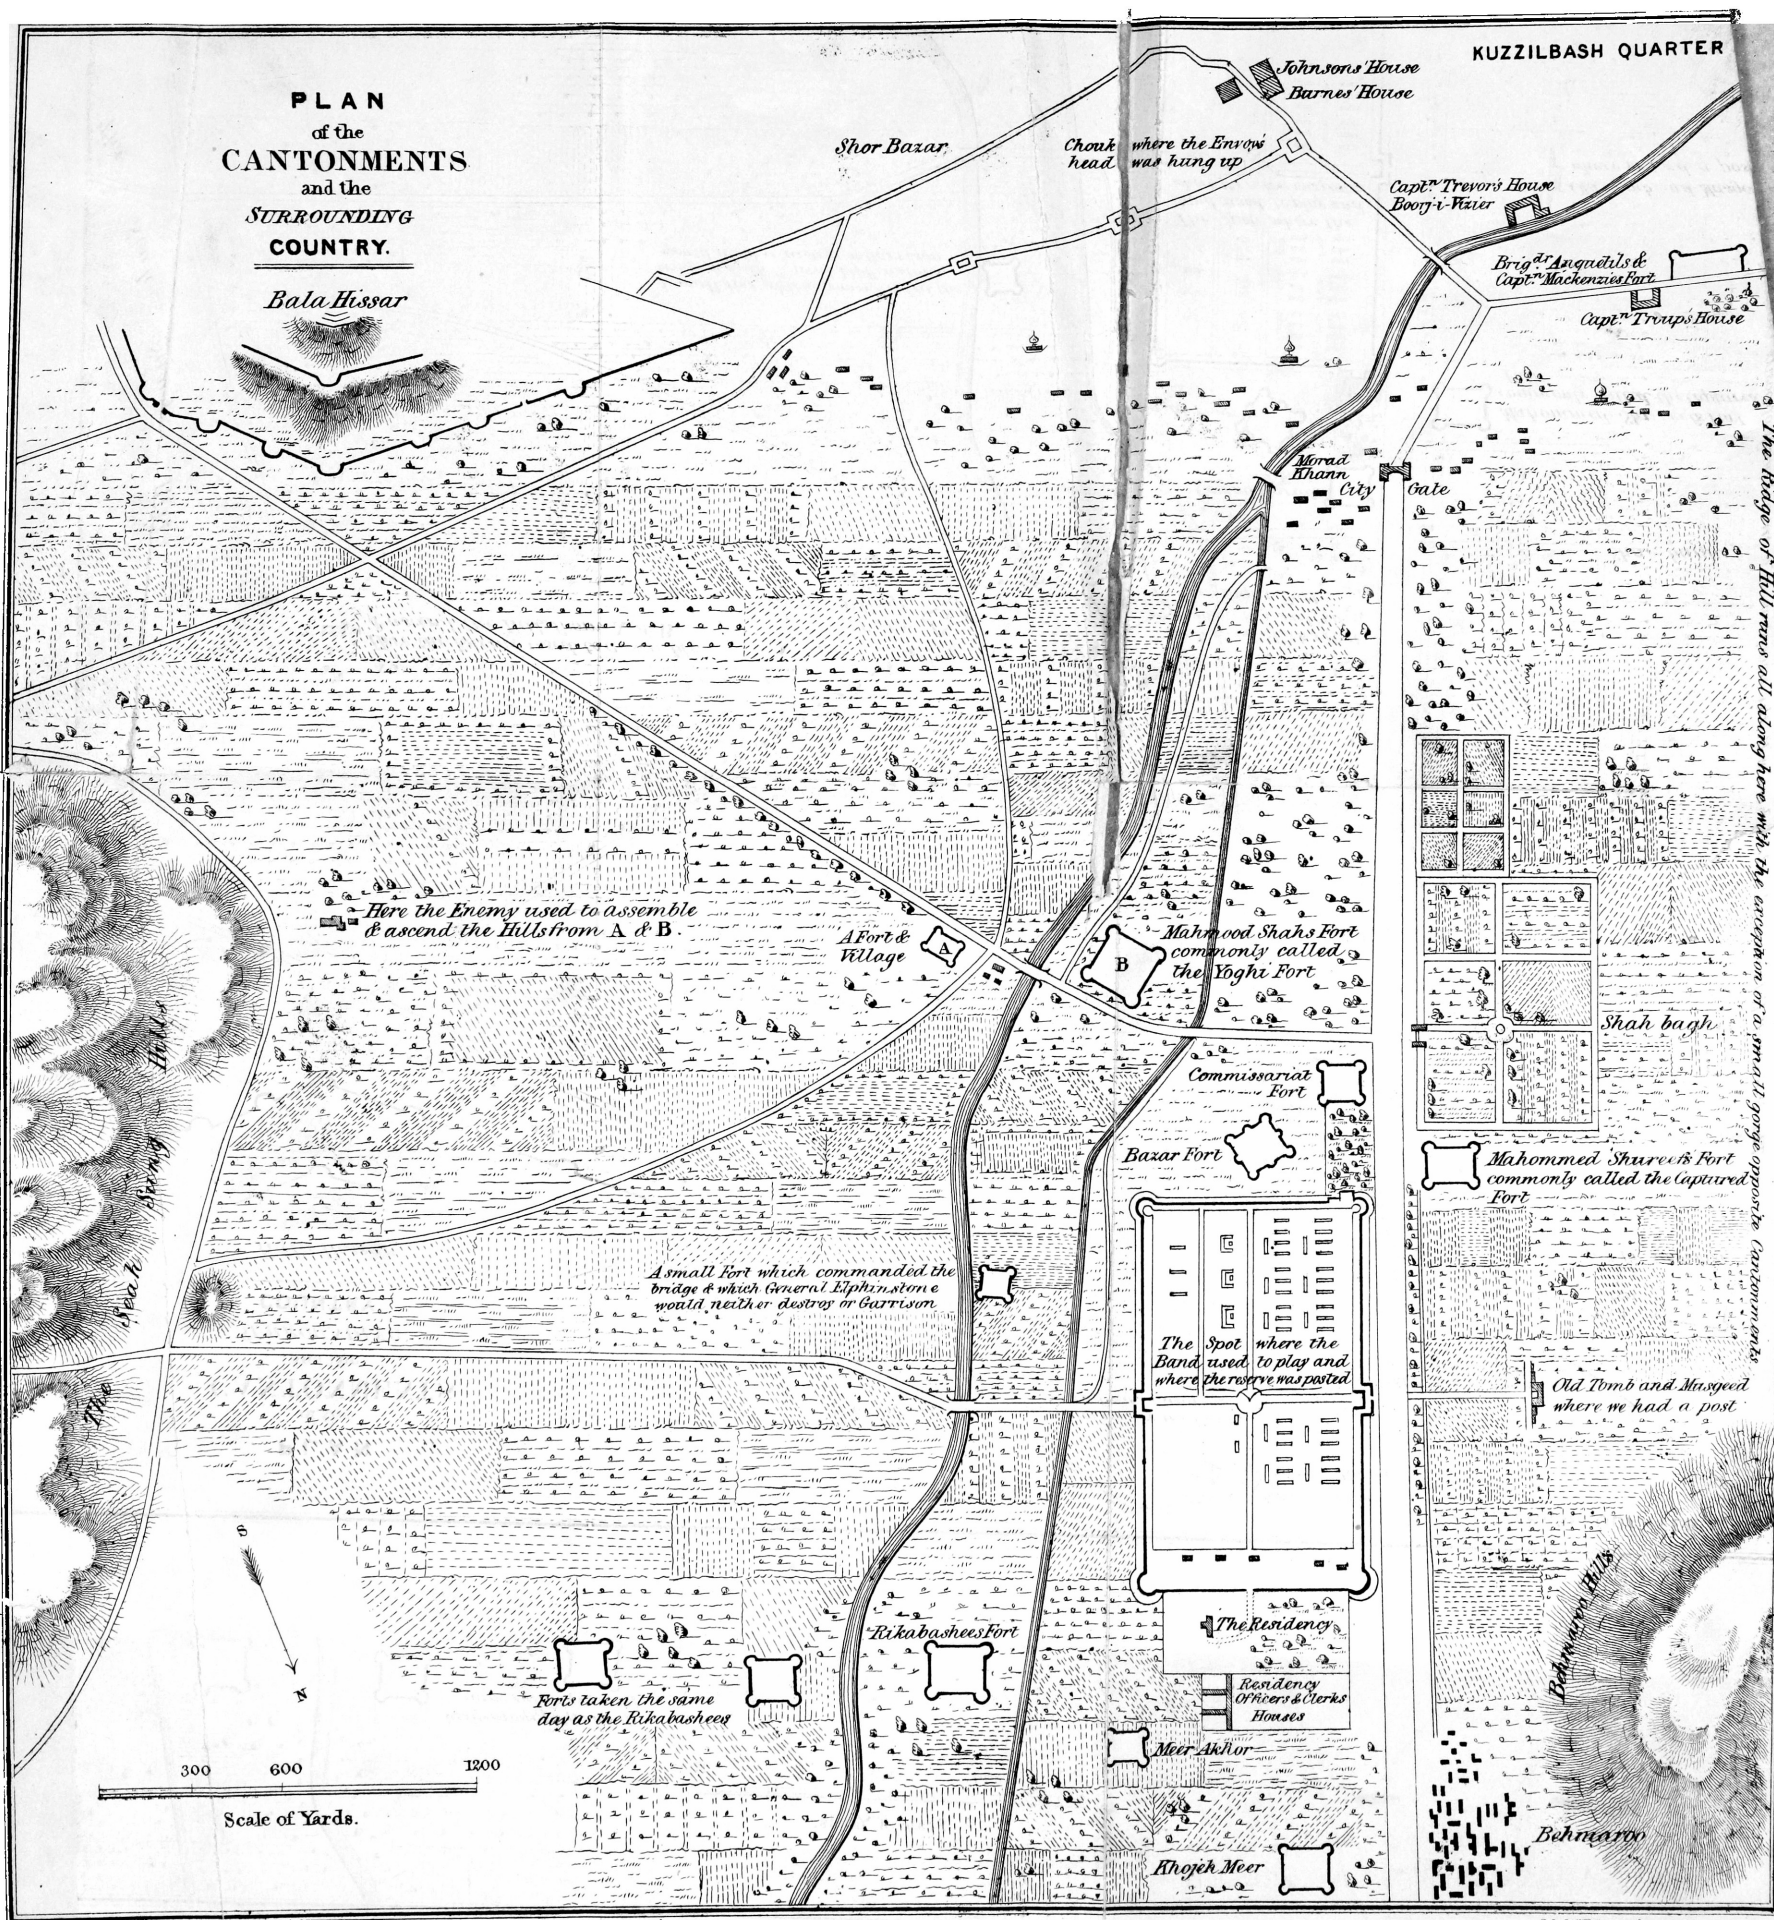 KUZZILBASH QUARTER
PLAN
of the
CANTONMENTS
and the
SURROUNDING
COUNTRY.
Bala Hissar
Johnsons' House
Burnes' House
Shor Bazar
Chouk where the Envoys
head was hung up
Captn. Trevor's House
Boorj-i-Vizier
Brigdr. Anquetils &
Captn. Mackenzies Fort
Captn. Troup's House
Morad
Khann
City Gate
The Ridge of Hill runs all along here with the exception of a small gorge opposite Cantonments
Here the Enemy used to assemble
& ascend the Hills from A & B.
A Fort &
Village
A
B
Mahmood Shahs Fort
commonly called
the Yoghi Fort
Shah bagh
Commissariat
Fort
Bazar Fort
Mahommed Shureefs Fort
commonly called the Captured
Fort
The Seah Sung Hills
A small Fort which commanded the
bridge & which General Elphinstone
would neither destroy or Garrison
The Spot where the
Band used to play and
where the reserve was posted
Old Tomb and Musgeed
where we had a post
S
N
Behmaroo Hills
The Residency
Rikabashees Fort
Residency
Officers & Clerks
Houses
Forts taken the same
day as the Rikabashees
Meer Akhor
300 600 1200
Scale of Yards.
Behmaroo
Khojeh Meer